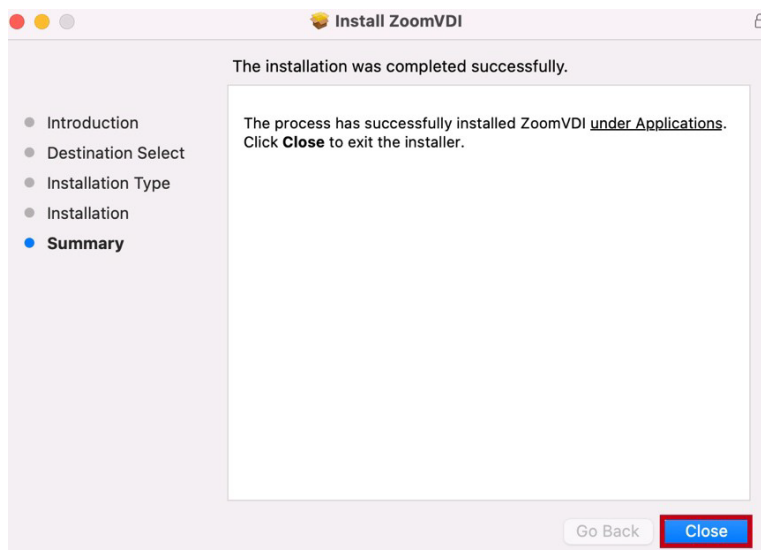 Install ZoomVDI
The installation was completed successfully.
Introduction
Destination Select
Installation Type
Installation
Summary
The process has successfully installed ZoomVDI under Applications.
Click Close to exit the installer.
Go Back
Close